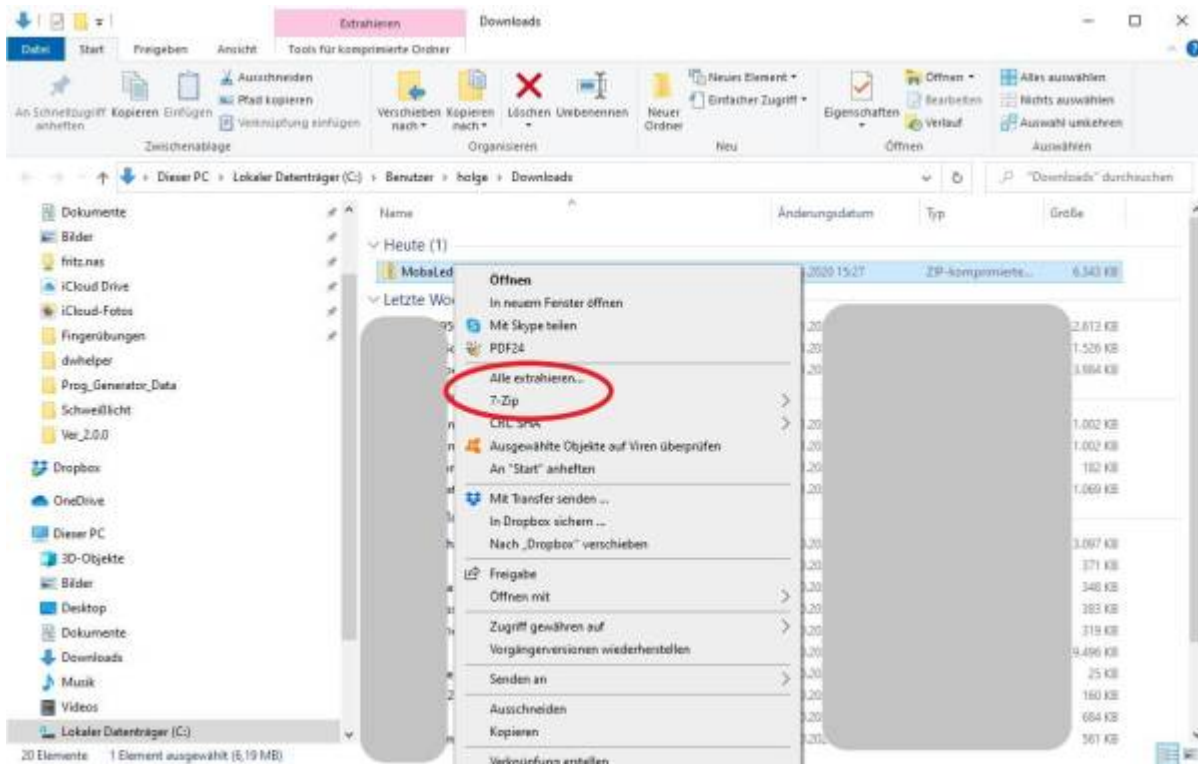 Extrahieren Downloads
Datei Start Freigeben Ansicht Tools für komprimierte Ordner
An Schnellzugriff anheften
Kopieren Einfügen
Ausschneiden
Pfad kopieren
Verknüpfung einfügen
Verschieben nach
Kopieren nach
Löschen Umbenennen
Neuer Ordner
Neues Element
Einfacher Zugriff
Eigenschaften
Öffnen
Bearbeiten
Verlauf
Alles auswählen
Nichts auswählen
Auswahl umkehren
Zwischenablage Organisieren Neu Öffnen Auswählen
Dieser PC Lokaler Datenträger (C:) Benutzer holge Downloads
"Downloads" durchsuchen
Dokumente
Bilder
fritz.nas
iCloud Drive
iCloud-Fotos
Fingerübungen
dwhelper
Prog_Generator_Data
Schweißlicht
Ver_2.0.0
Dropbox
OneDrive
Dieser PC
3D-Objekte
Bilder
Desktop
Dokumente
Downloads
Musik
Videos
Lokaler Datenträger (C:)
Name Änderungsdatum Typ Größe
Heute (1)
MobaLed .2020 15:27 ZIP-komprimierte... 6.343 KB
Letzte Wo
Öffnen
In neuem Fenster öffnen
Mit Skype teilen
PDF24
Alle extrahieren...
7-Zip
CRC SHA
Ausgewählte Objekte auf Viren überprüfen
An "Start" anheften
Mit Transfer senden ...
In Dropbox sichern ...
Nach „Dropbox" verschieben
Freigabe
Öffnen mit
Zugriff gewähren auf
Vorgängerversionen wiederherstellen
Senden an
Ausschneiden
Kopieren
Verknüpfung erstellen
2.612 KB
1.526 KB
3.984 KB
1.002 KB
1.002 KB
182 KB
1.069 KB
3.097 KB
371 KB
348 KB
383 KB
319 KB
9.496 KB
25 KB
160 KB
684 KB
561 KB
20 Elemente 1 Element ausgewählt (6,19 MB)